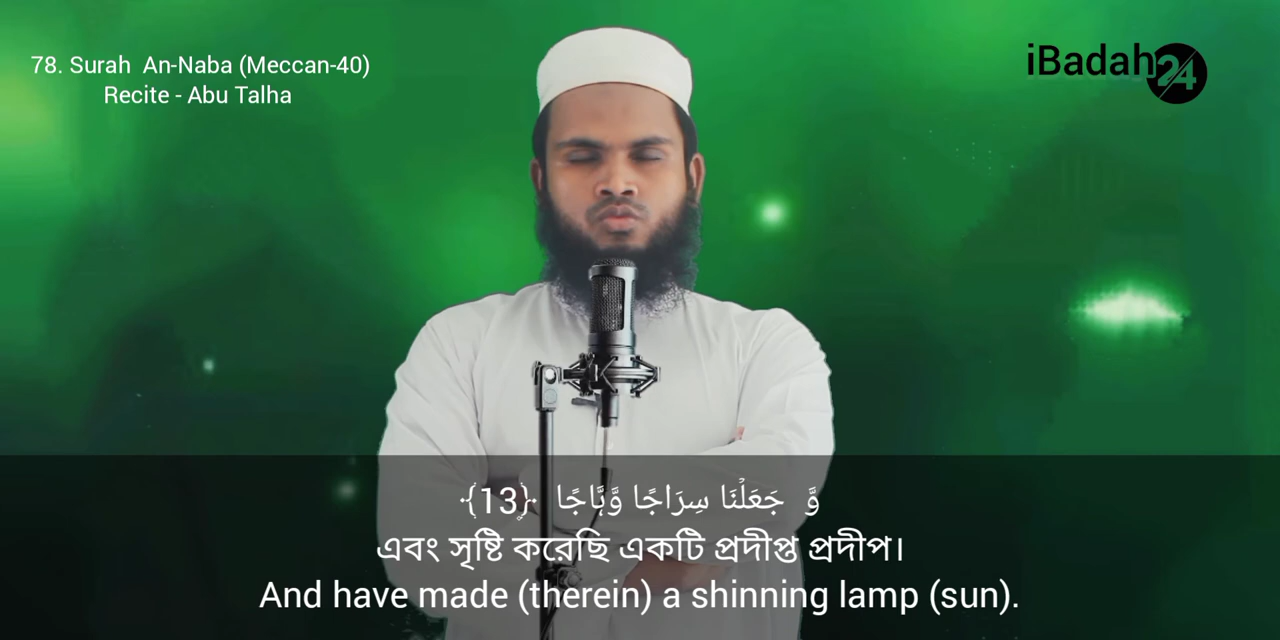 78. Surah An-Naba (Meccan-40)
Recite - Abu Talha
iBadah24
وَّ جَعَلْنَا سِرَاجًا وَّهَّاجًا ﴿13﴾
এবং সৃষ্টি করেছি একটি প্রদীপ্ত প্রদীপ।
And have made (therein) a shinning lamp (sun).